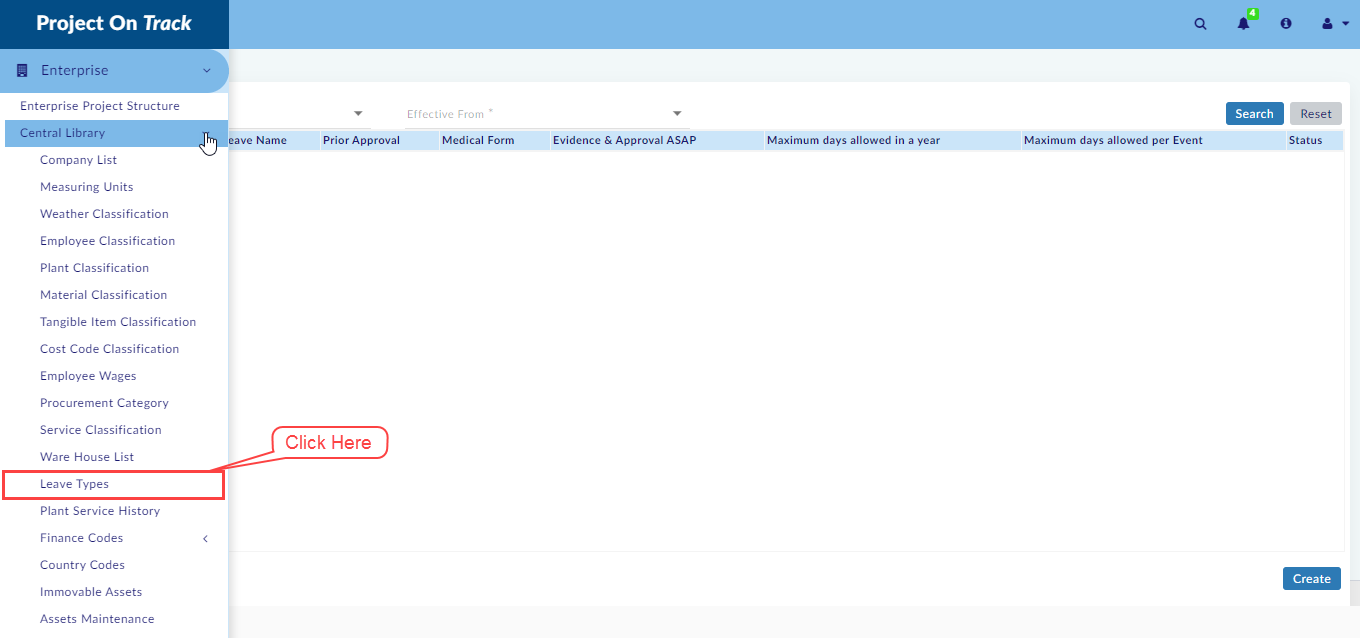 Project On Track
4
Enterprise
Enterprise Project Structure
Central Library
Company List
Measuring Units
Weather Classification
Employee Classification
Plant Classification
Material Classification
Tangible Item Classification
Cost Code Classification
Employee Wages
Procurement Category
Service Classification
Ware House List
Leave Types
Plant Service History
Finance Codes
Country Codes
Immovable Assets
Assets Maintenance
Effective From *
Search Reset
eave Name Prior Approval Medical Form Evidence & Approval ASAP Maximum days allowed in a year Maximum days allowed per Event Status
Click Here
Create